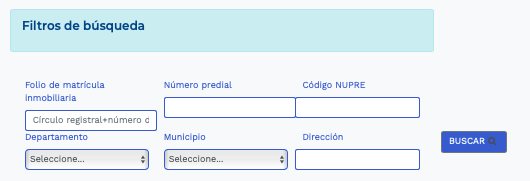 Filtros de búsqueda
Folio de matrícula inmobiliaria
Número predial
Código NUPRE
Círculo registral+número d
Departamento
Municipio
Dirección
Seleccione...
Seleccione...
BUSCAR